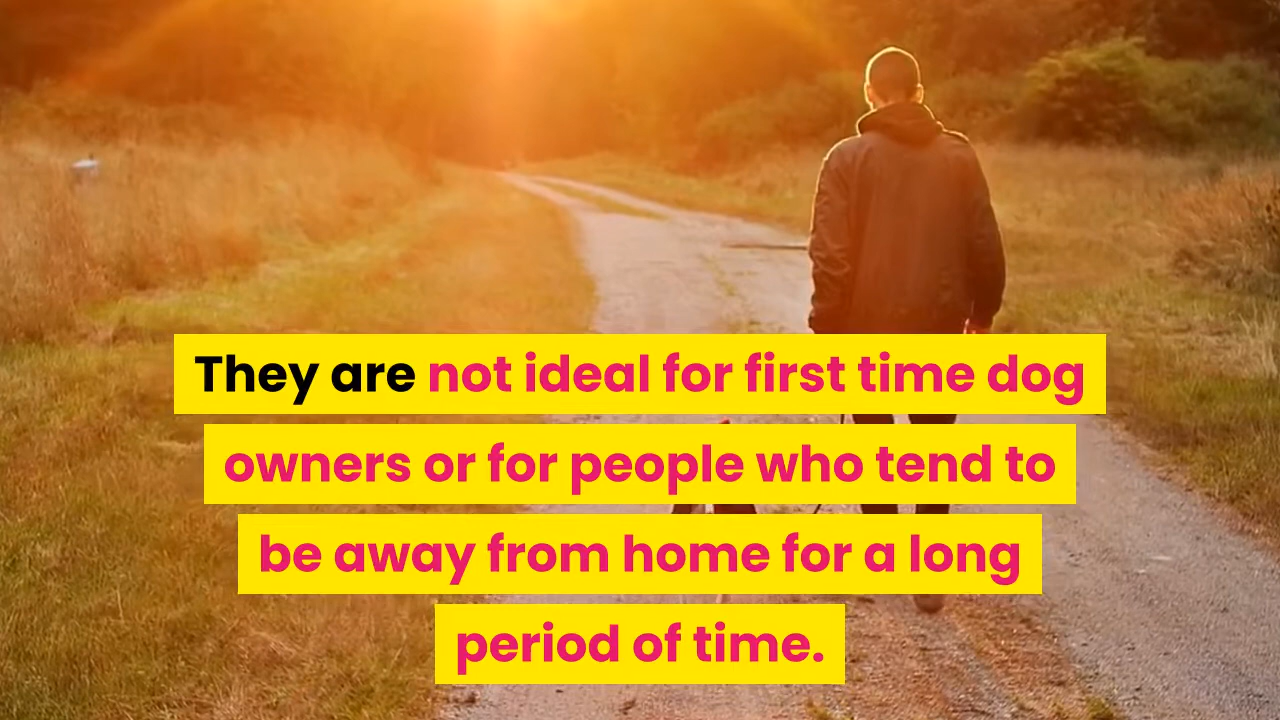 They are not ideal for first time dog
owners or for people who tend to
be away from home for a long
period of time.